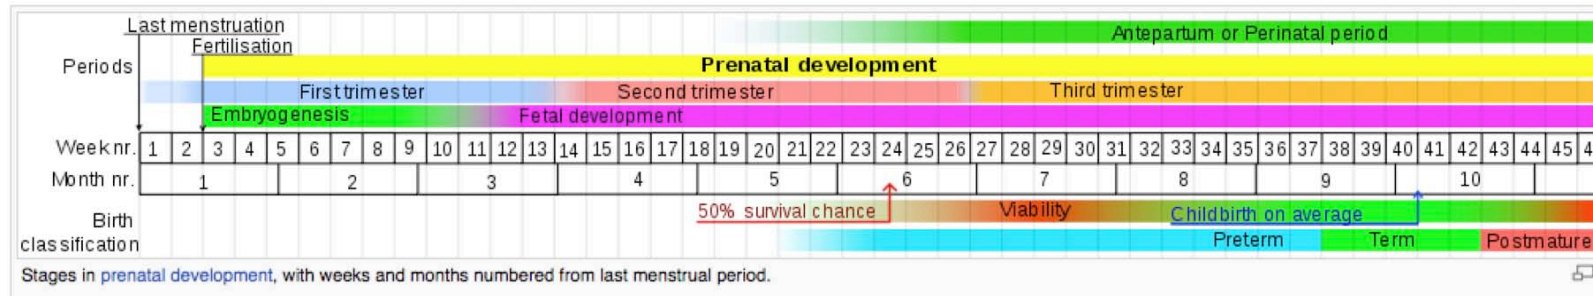 Last menstruation
Antepartum or Perinatal period
Fertilisation
Periods
Prenatal development
First trimester Second trimester Third trimester
Embryogenesis Fetal development
Week nr. 1 2 3 4 5 6 7 8 9 10 11 12 13 14 15 16 17 18 19 20 21 22 23 24 25 26 27 28 29 30 31 32 33 34 35 36 37 38 39 40 41 42 43 44 45 4
Month nr. 1 2 3 4 5 6 7 8 9 10
50% survival chance Viability Childbirth on average
Birth classification
Preterm Term Postmature
Stages in prenatal development, with weeks and months numbered from last menstrual period.